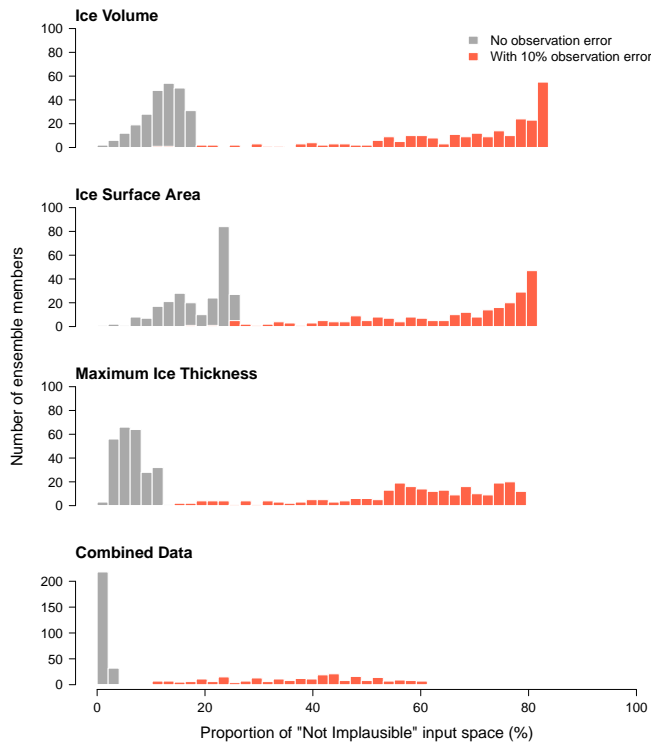 Ice Volume
No observation error
With 10% observation error
100
80
60
40
20
0
Ice Surface Area
100
80
60
40
20
0
Maximum Ice Thickness
100
80
60
40
20
0
Combined Data
200
150
100
50
0
Number of ensemble members
0 20 40 60 80 100
Proportion of "Not Implausible" input space (%)